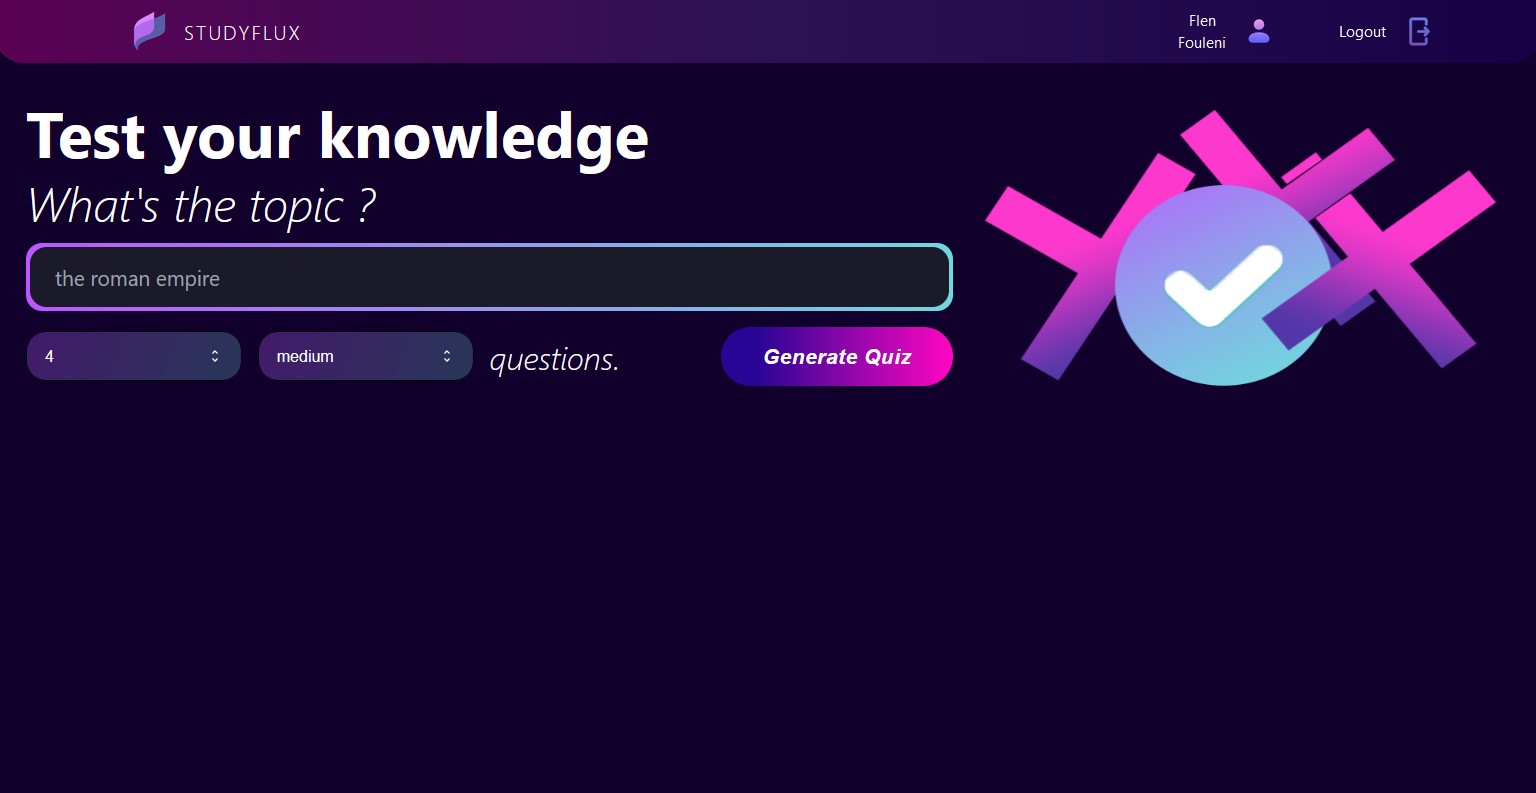 STUDYFLUX
Flen
Fouleni
Logout
Test your knowledge
What's the topic ?
the roman empire
4
medium
questions.
Generate Quiz